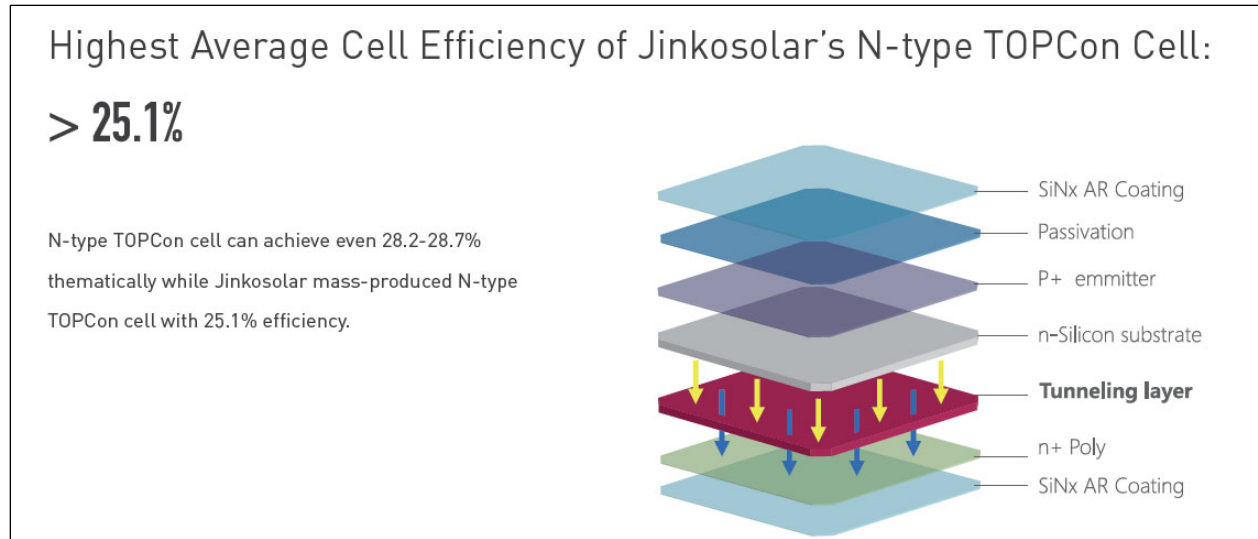 Highest Average Cell Efficiency of Jinkosolar's N-type TOPCon Cell:
> 25.1%
N-type TOPCon cell can achieve even 28.2-28.7%
thematically while Jinkosolar mass-produced N-type
TOPCon cell with 25.1% efficiency.
SiNx AR Coating
Passivation
P+ emmitter
n-Silicon substrate
Tunneling layer
n+ Poly
SiNx AR Coating